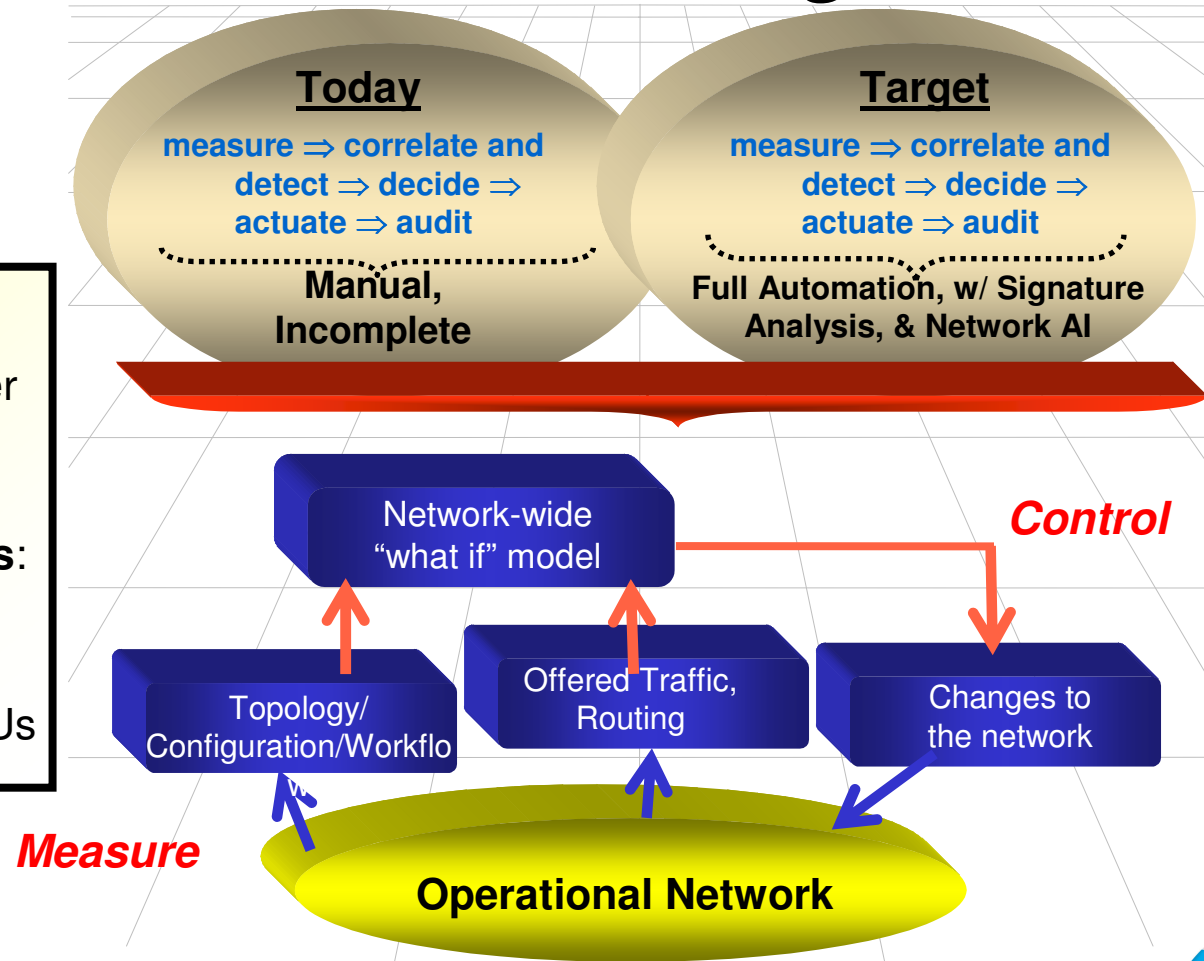 Today
measure ⇒ correlate and
detect ⇒ decide ⇒
actuate ⇒ audit
Manual,
Incomplete
Target
measure ⇒ correlate and
detect ⇒ decide ⇒
actuate ⇒ audit
Full Automation, w/ Signature
Analysis, & Network AI
er
s:
Us
Network-wide
“what if” model
Control
Topology/
Configuration/Workflo
w
Offered Traffic,
Routing
Changes to
the network
Measure
Operational Network